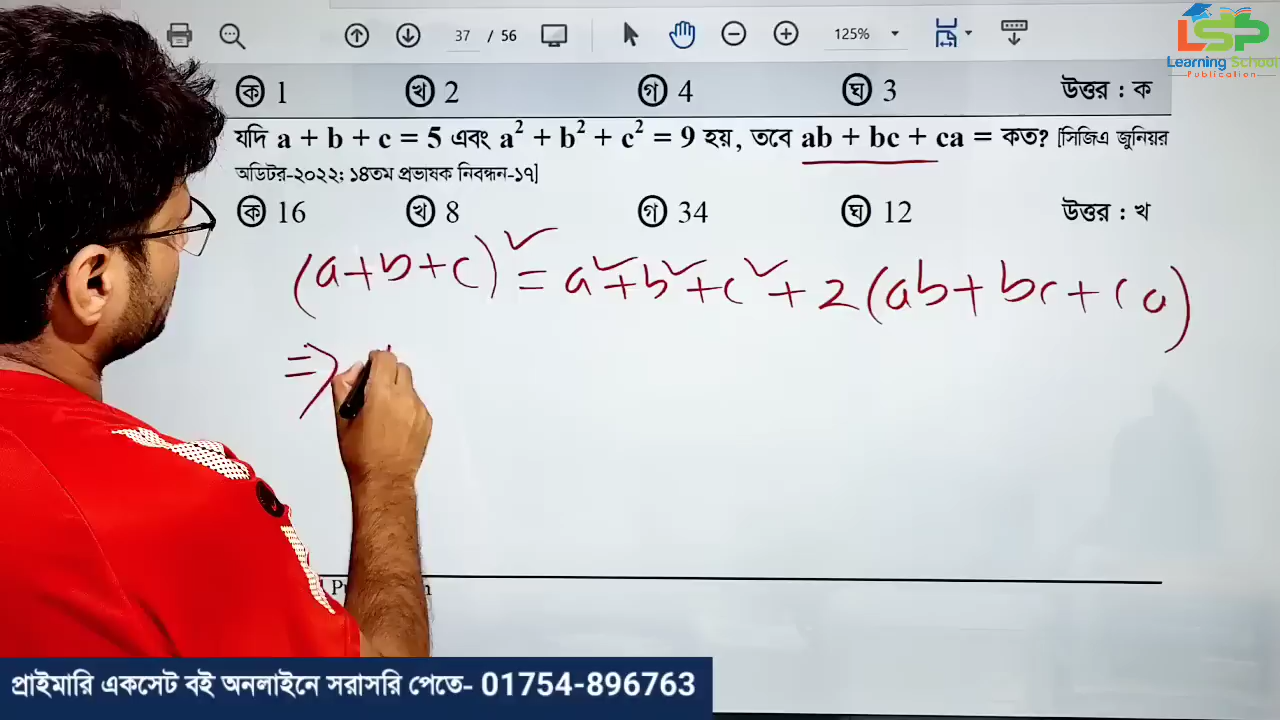 LSP
Learning School
Publication
37 / 56 125%
ক 1 খ 2 গ 4 ঘ 3 উত্তর : ক
যদি a + b + c = 5 এবং a² + b² + c² = 9 হয়, তবে ab + bc + ca = কত? [সিজিএ জুনিয়র
অডিটর-২০২২; ১৪তম প্রভাষক নিবন্ধন-১৭]
ক 16 খ 8 গ 34 ঘ 12 উত্তর : খ
(a+b+c)² = a²+b²+c²+2(ab+bc+ca)
⇒
প্রাইমারি একসেট বই অনলাইনে সরাসরি পেতে- 01754-896763